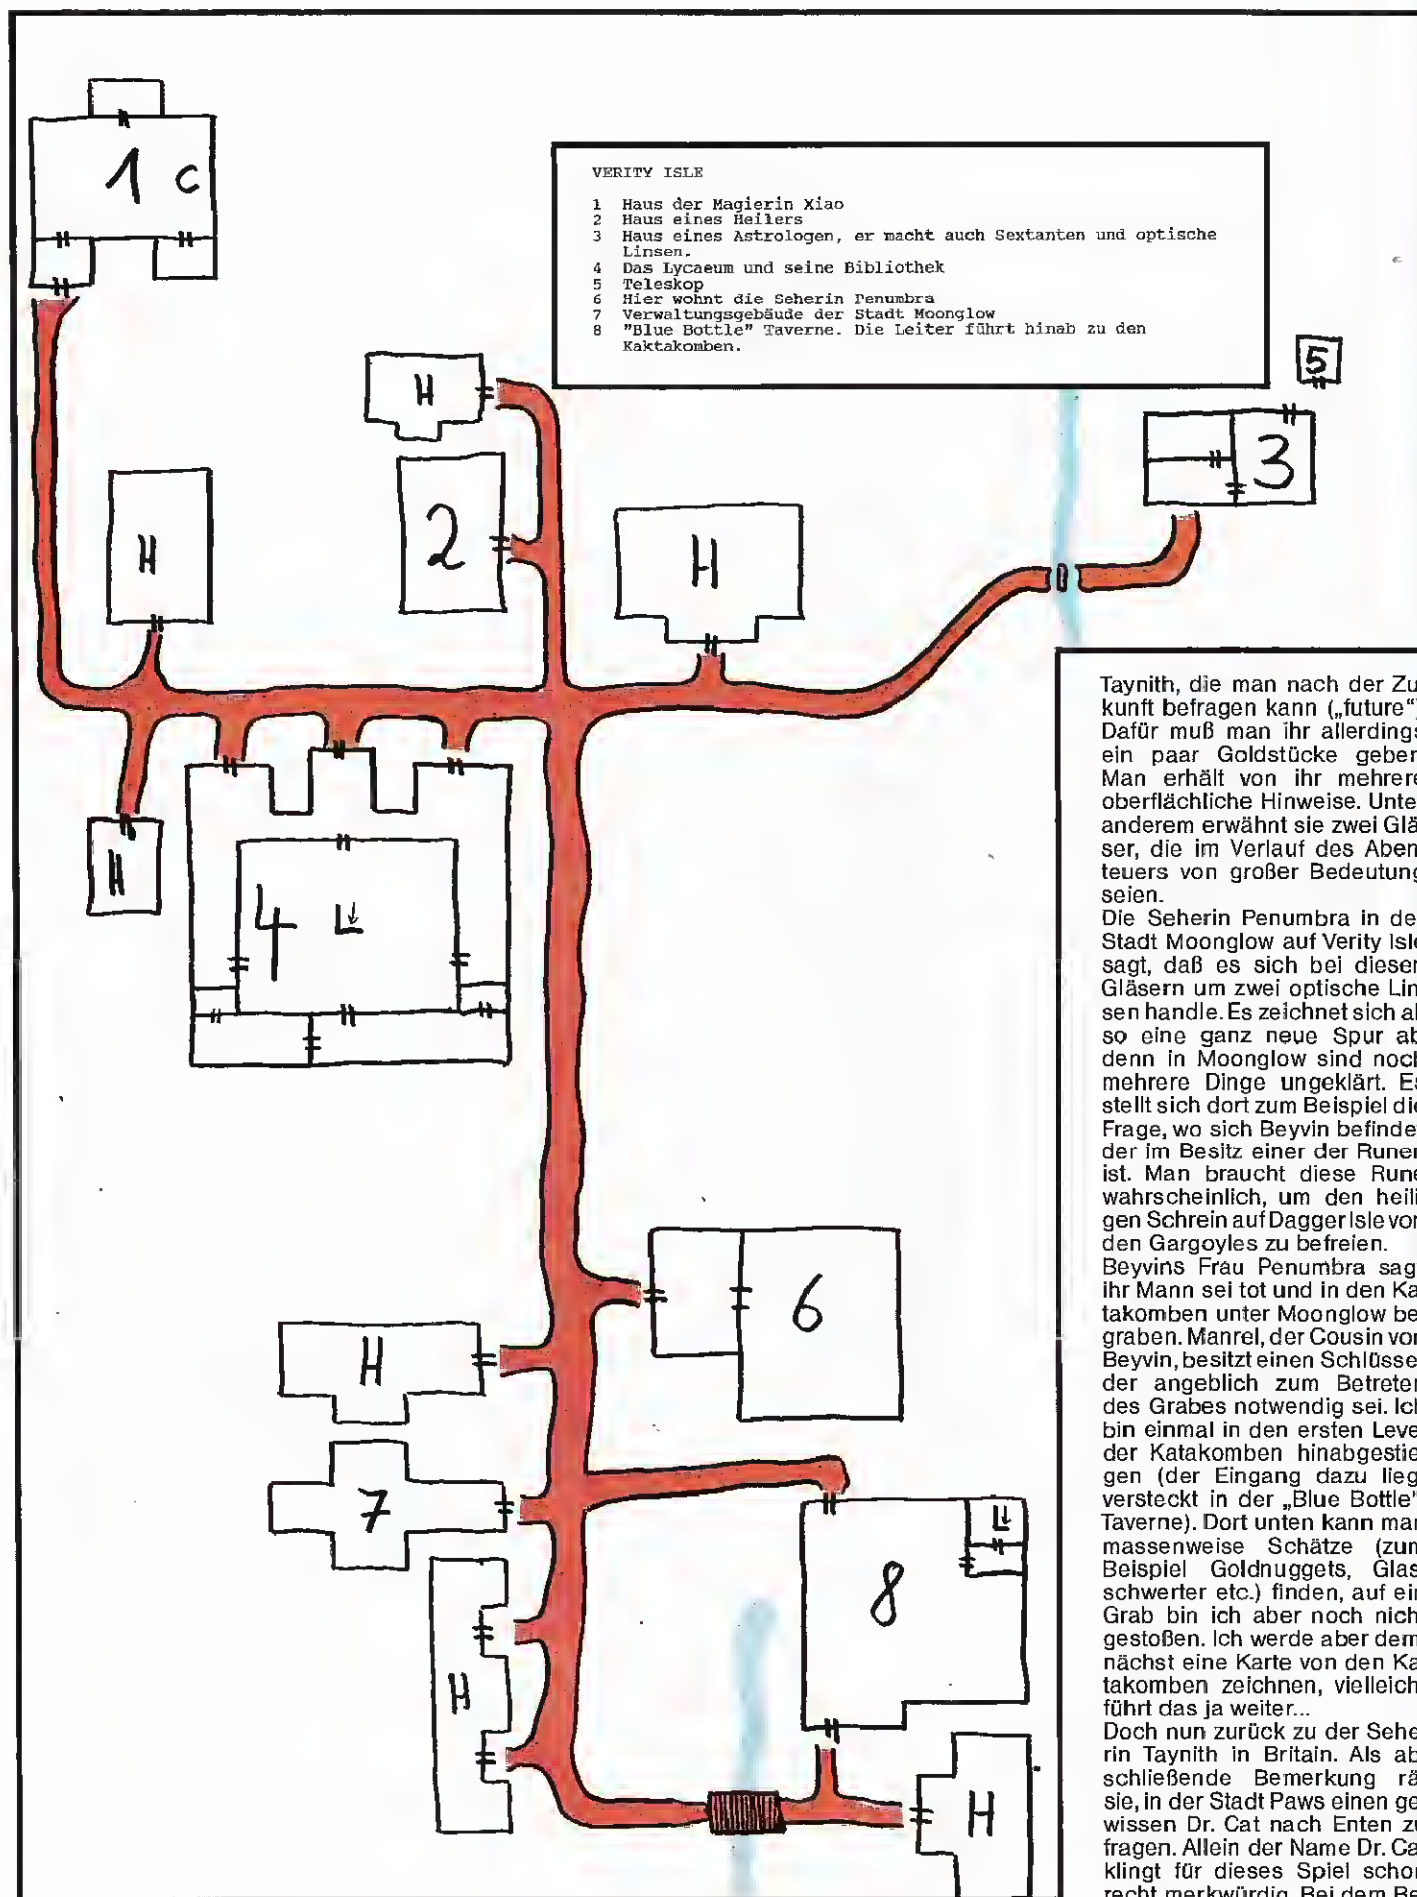 1 C
VERITY ISLE
1 Haus der Magierin Xiao
2 Haus eines Heilers
3 Haus eines Astrologen, er macht auch Sextanten und optische
Linsen.
4 Das Lycaeum und seine Bibliothek
5 Teleskop
6 Hier wohnt die Seherin Penumbra
7 Verwaltungsgebäude der Stadt Moonglow
8 "Blue Bottle" Taverne. Die Leiter führt hinab zu den
Kaktakomben.
5
H
3
H
2
H
H
4 L↓
6
H
7
L↓
8
H
H
Taynith, die man nach der Zu
kunft befragen kann („future“)
Dafür muß man ihr allerdings
ein paar Goldstücke geben
Man erhält von ihr mehrere
oberflächliche Hinweise. Unte
anderem erwähnt sie zwei Glä
ser, die im Verlauf des Aben
teuers von großer Bedeutung
seien.
Die Seherin Penumbra in de
Stadt Moonglow auf Verity Isle
sagt, daß es sich bei diesen
Gläsern um zwei optische Lin
sen handle. Es zeichnet sich al
so eine ganz neue Spur ab
denn in Moonglow sind noch
mehrere Dinge ungeklärt. Es
stellt sich dort zum Beispiel die
Frage, wo sich Beyvin befindet
der im Besitz einer der Runen
ist. Man braucht diese Rune
wahrscheinlich, um den heili
gen Schrein auf Dagger Isle von
den Gargoyles zu befreien.
Beyvins Frau Penumbra sag
ihr Mann sei tot und in den Ka
takomben unter Moonglow be
graben. Manrel, der Cousin von
Beyvin, besitzt einen Schlüssel
der angeblich zum Betreten
des Grabes notwendig sei. Ich
bin einmal in den ersten Leve
der Katakomben hinabgestie
gen (der Eingang dazu lieg
versteckt in der „Blue Bottle“
Taverne). Dort unten kann man
massenweise Schätze (zum
Beispiel Goldnuggets, Glas
schwerter etc.) finden, auf ein
Grab bin ich aber noch nich
gestoßen. Ich werde aber dem
nächst eine Karte von den Ka
takomben zeichnen, vielleich
führt das ja weiter...
Doch nun zurück zu der Sehe
rin Taynith in Britain. Als ab
schließende Bemerkung rä
sie, in der Stadt Paws einen ge
wissen Dr. Cat nach Enten zu
fragen. Allein der Name Dr. Ca
klingt für dieses Spiel schon
recht merkwürdig. Bei dem Be